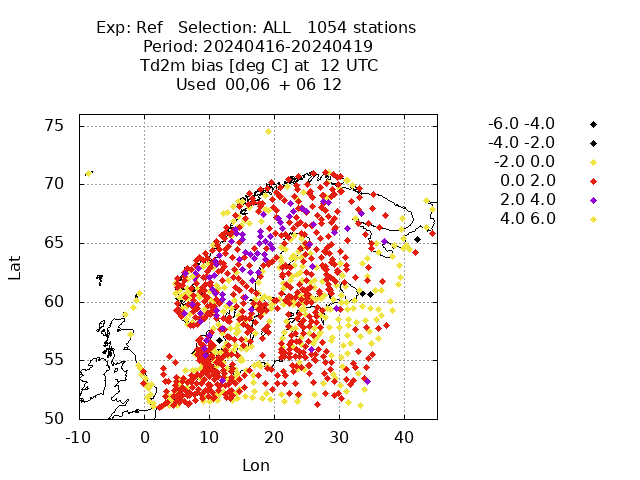 Exp: Ref Selection: ALL 1054 stations
Period: 20240416-20240419
Td2m bias [deg C] at 12 UTC
Used 00,06 + 06 12
75
70
65
60
55
50
-10 0 10 20 30 40
Lat
Lon
-6.0 -4.0
-4.0 -2.0
-2.0 0.0
0.0 2.0
2.0 4.0
4.0 6.0